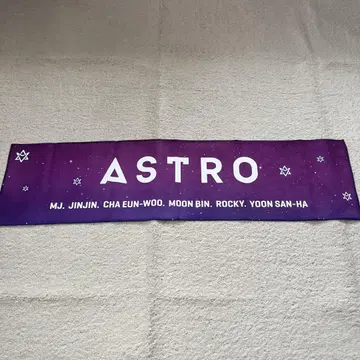 ASTRO
MJ. JINJIN. CHA EUN-WOO. MOON BIN. ROCKY. YOON SAN-HA